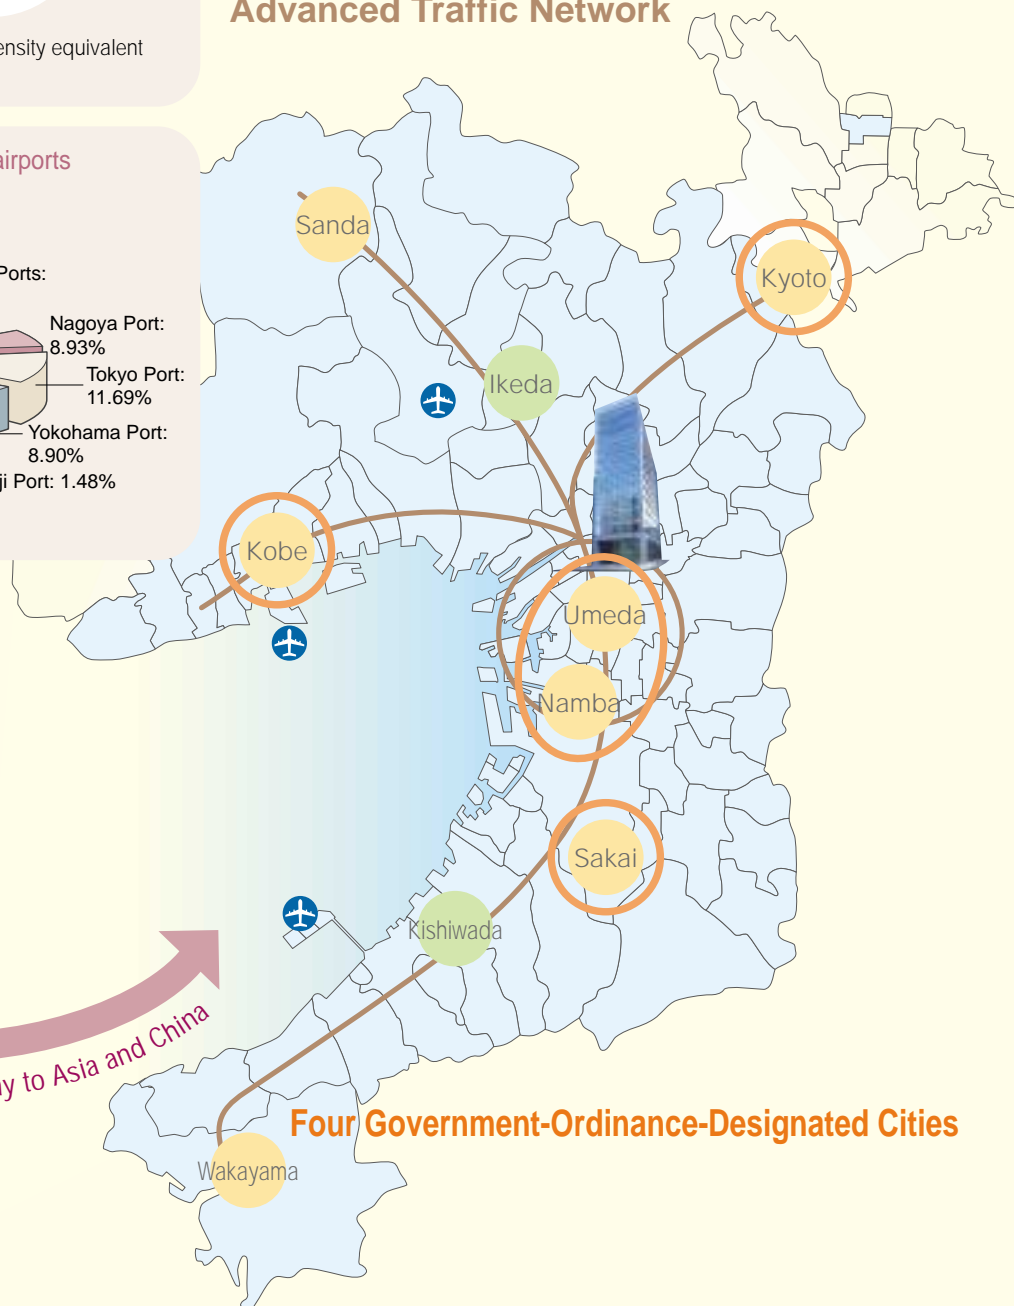 Advanced Traffic Network
equivalent
airports
Ports:
Nagoya Port:
8.93%
Tokyo Port:
11.69%
Yokohama Port:
8.90%
Port: 1.48%
Sanda
Kyoto
Ikeda
Kobe
Umeda
Namba
Sakai
Kishiwada
to Asia and China
Four Government-Ordinance-Designated Cities
Wakayama